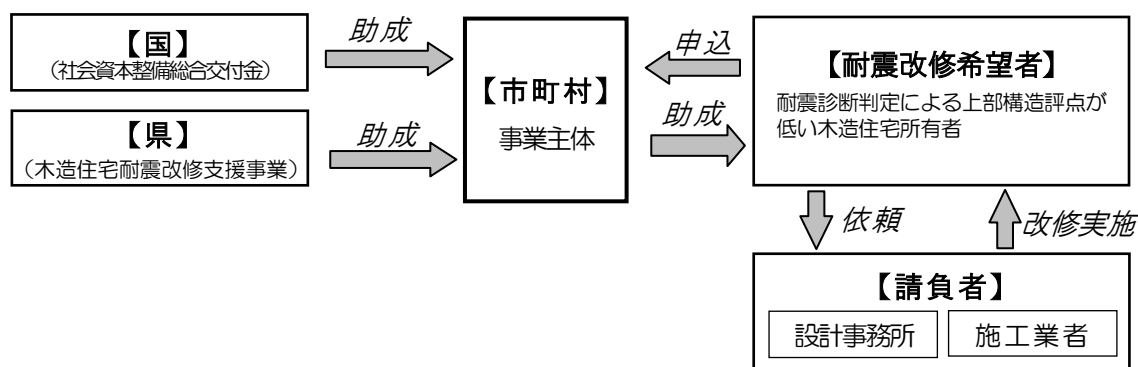 【国】
(社会資本整備総合交付金)
助成
【県】
(木造住宅耐震改修支援事業)
助成
【市町村】
事業主体
申込
助成
【耐震改修希望者】
耐震診断判定による上部構造評点が
低い木造住宅所有者
依頼
改修実施
【請負者】
設計事務所
施工業者